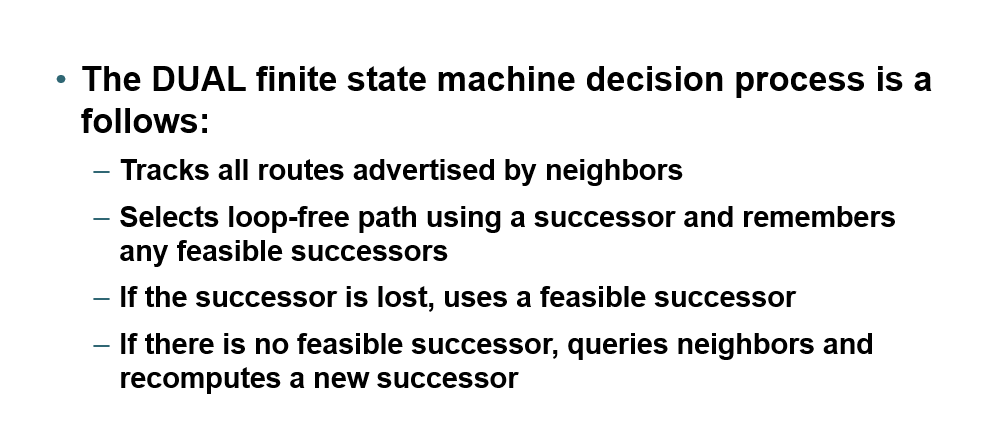 • The DUAL finite state machine decision process is a
follows:
– Tracks all routes advertised by neighbors
– Selects loop-free path using a successor and remembers
any feasible successors
– If the successor is lost, uses a feasible successor
– If there is no feasible successor, queries neighbors and
recomputes a new successor